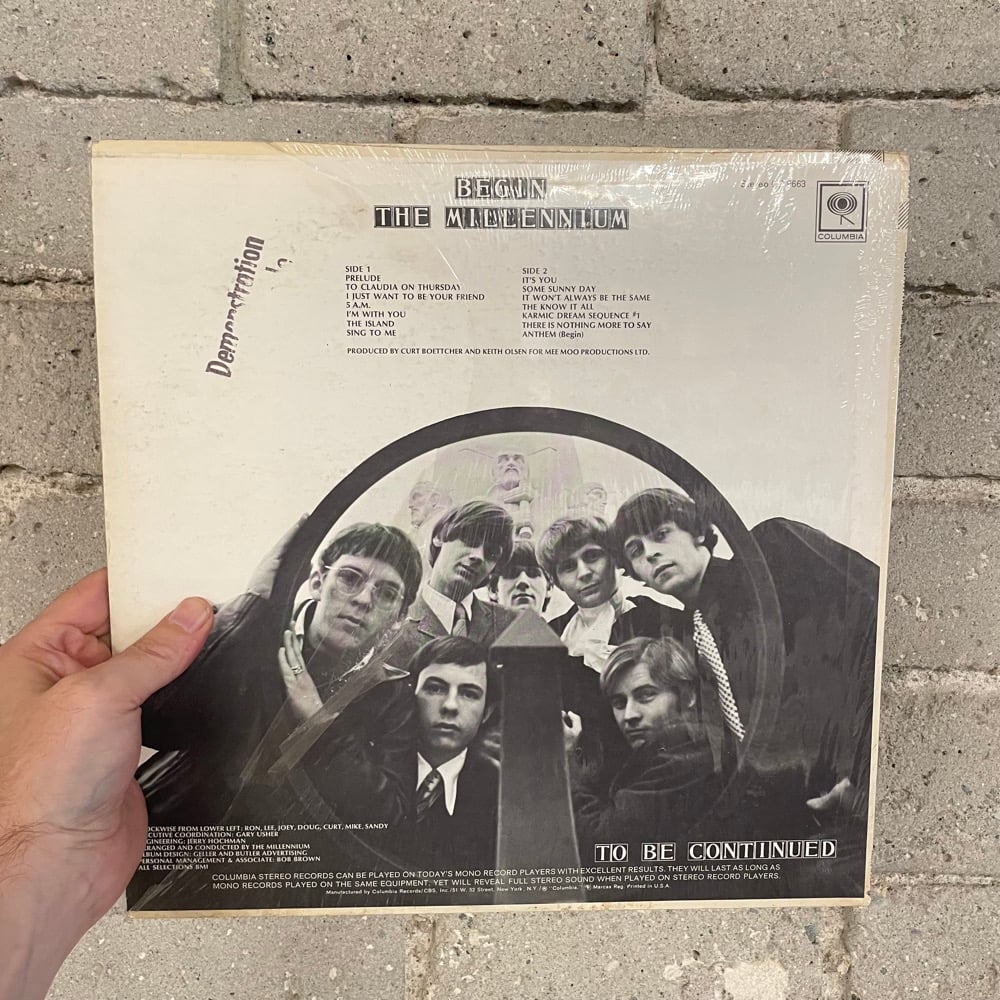 BEGIN
THE MILLENNIUM
Stereo
COLUMBIA
Demonstration
SIDE 1
PRELUDE
TO CLAUDIA ON THURSDAY
I JUST WANT TO BE YOUR FRIEND
5 A.M.
I'M WITH YOU
THE ISLAND
SING TO ME
SIDE 2
IT'S YOU
SOME SUNNY DAY
IT WON'T ALWAYS BE THE SAME
THE KNOW IT ALL
KARMIC DREAM SEQUENCE #1
THERE IS NOTHING MORE TO SAY
ANTHEM (Begin)
PRODUCED BY CURT BOETTCHER AND KEITH OLSEN FOR MEE MOO PRODUCTIONS LTD.
OCKWISE FROM LOWER LEFT: RON, LEE, JOEY, DOUG, CURT, MIKE, SANDY
ECUTIVE COORDINATION: GARY USHER
NGINEERING: JERRY HOCHMAN
RRANGED AND CONDUCTED BY THE MILLENNIUM
LBUM DESIGN: GELLER AND BUTLER ADVERTISING
PERSONAL MANAGEMENT & ASSOCIATE: BOB BROWN
ALL SELECTIONS BMI
TO BE CONTINUED
COLUMBIA STEREO RECORDS CAN BE PLAYED ON TODAY'S MONO RECORD PLAYERS WITH EXCELLENT RESULTS. THEY WILL LAST AS LONG AS
MONO RECORDS PLAYED ON THE SAME EQUIPMENT, YET WILL REVEAL FULL STEREO SOUND WHEN PLAYED ON STEREO RECORD PLAYERS.
Manufactured by Columbia Records/CBS, Inc./51 W. 52 Street, New York, N.Y./® "Columbia," Marcas Reg. Printed in U.S.A.